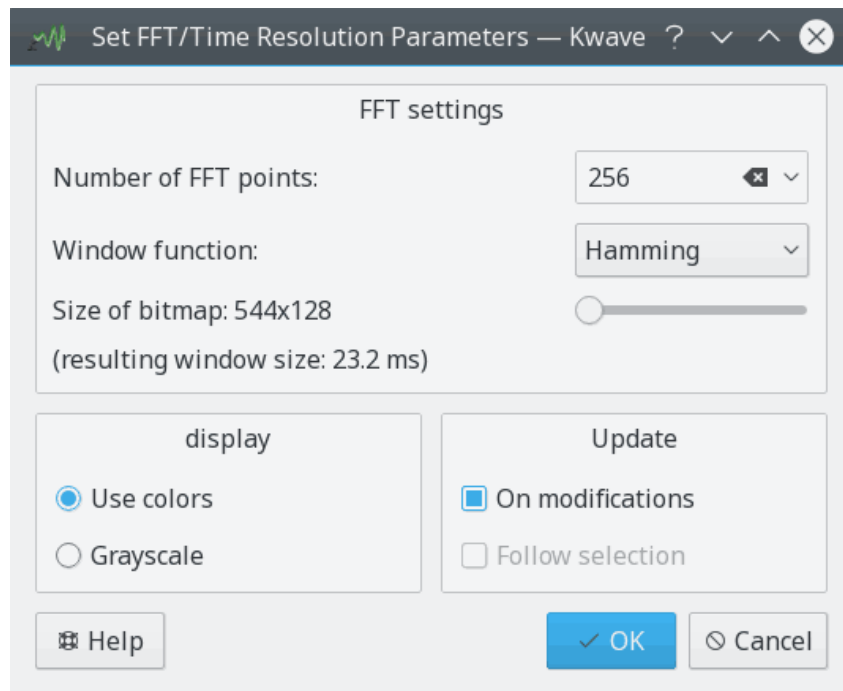 Set FFT/Time Resolution Parameters — Kwave
FFT settings
Number of FFT points: 256
Window function: Hamming
Size of bitmap: 544x128
(resulting window size: 23.2 ms)
display
Use colors
Grayscale
Update
On modifications
Follow selection
Help OK Cancel